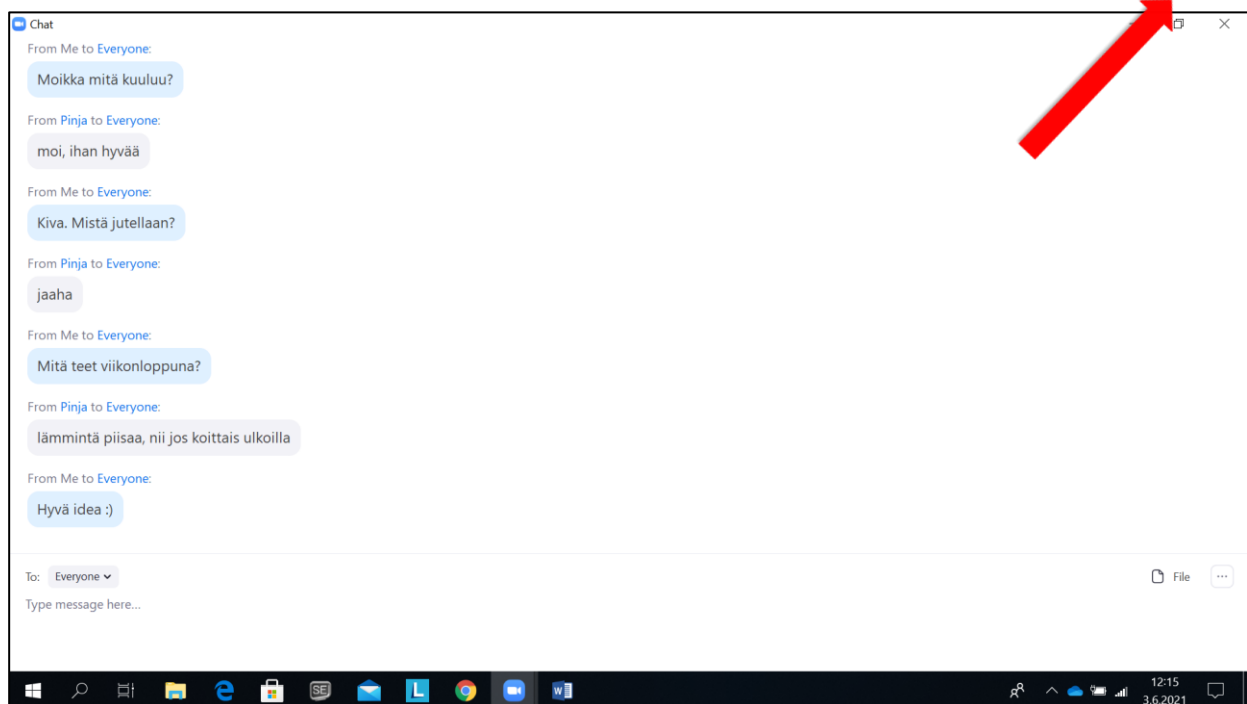 Chat
From Me to Everyone:
Moikka mitä kuuluu?
From Pinja to Everyone:
moi, ihan hyvää
From Me to Everyone:
Kiva. Mistä jutellaan?
From Pinja to Everyone:
jaaha
From Me to Everyone:
Mitä teet viikonloppuna?
From Pinja to Everyone:
lämmintä piisaa, nii jos koittais ulkoilla
From Me to Everyone:
Hyvä idea :)
To: Everyone
File
Type message here...
SE L W
12:15
3.6.2021